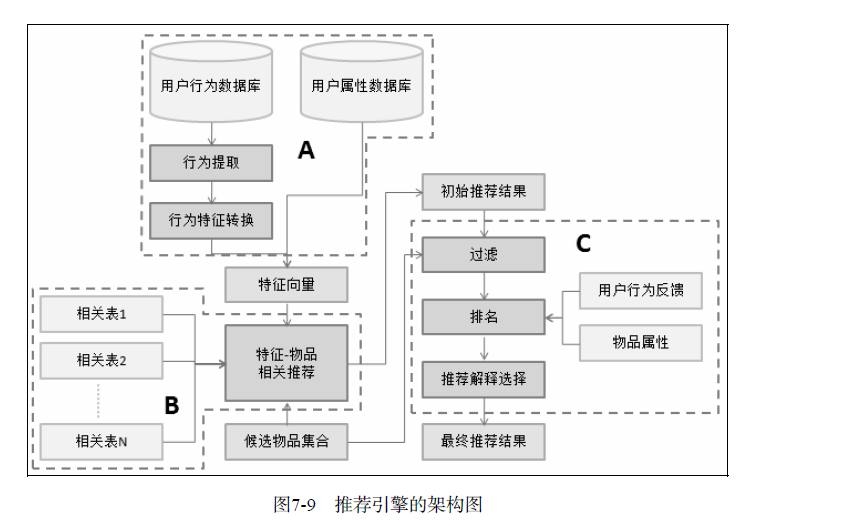 用户行为数据库
用户属性数据库
A
行为提取
行为特征转换
初始推荐结果
C
过滤
特征向量
用户行为反馈
相关表1
排名
特征-物品
相关推荐
物品属性
相关表2
推荐解释选择
B
相关表N
候选物品集合
最终推荐结果
图7-9 推荐引擎的架构图